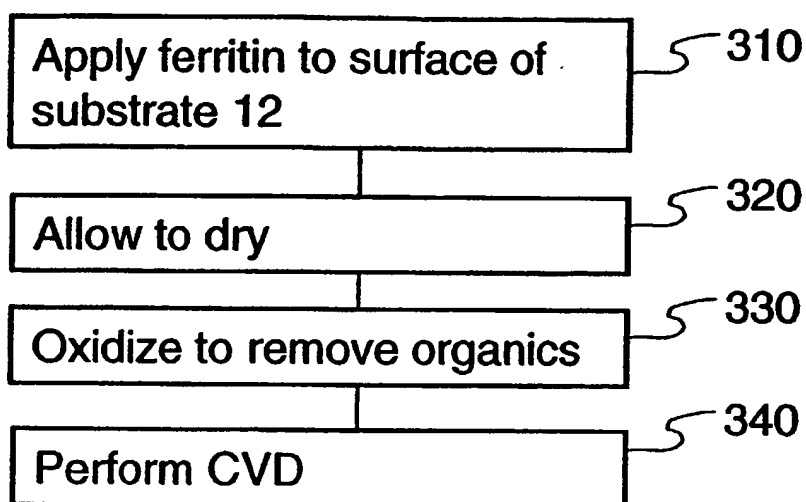 Apply ferritin to surface of
substrate 12
310
Allow to dry
320
Oxidize to remove organics
330
Perform CVD
340